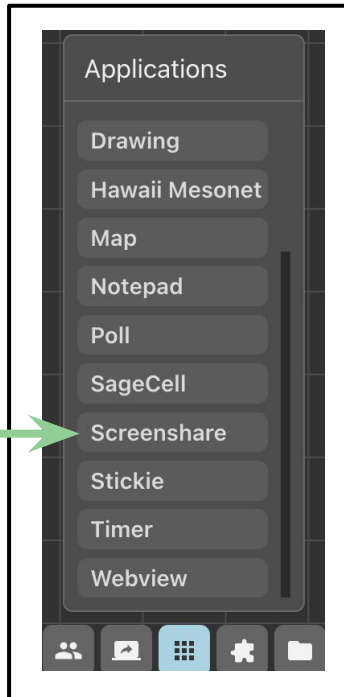 Applications
Drawing
Hawaii Mesonet
Map
Notepad
Poll
SageCell
Screenshare
Stickie
Timer
Webview